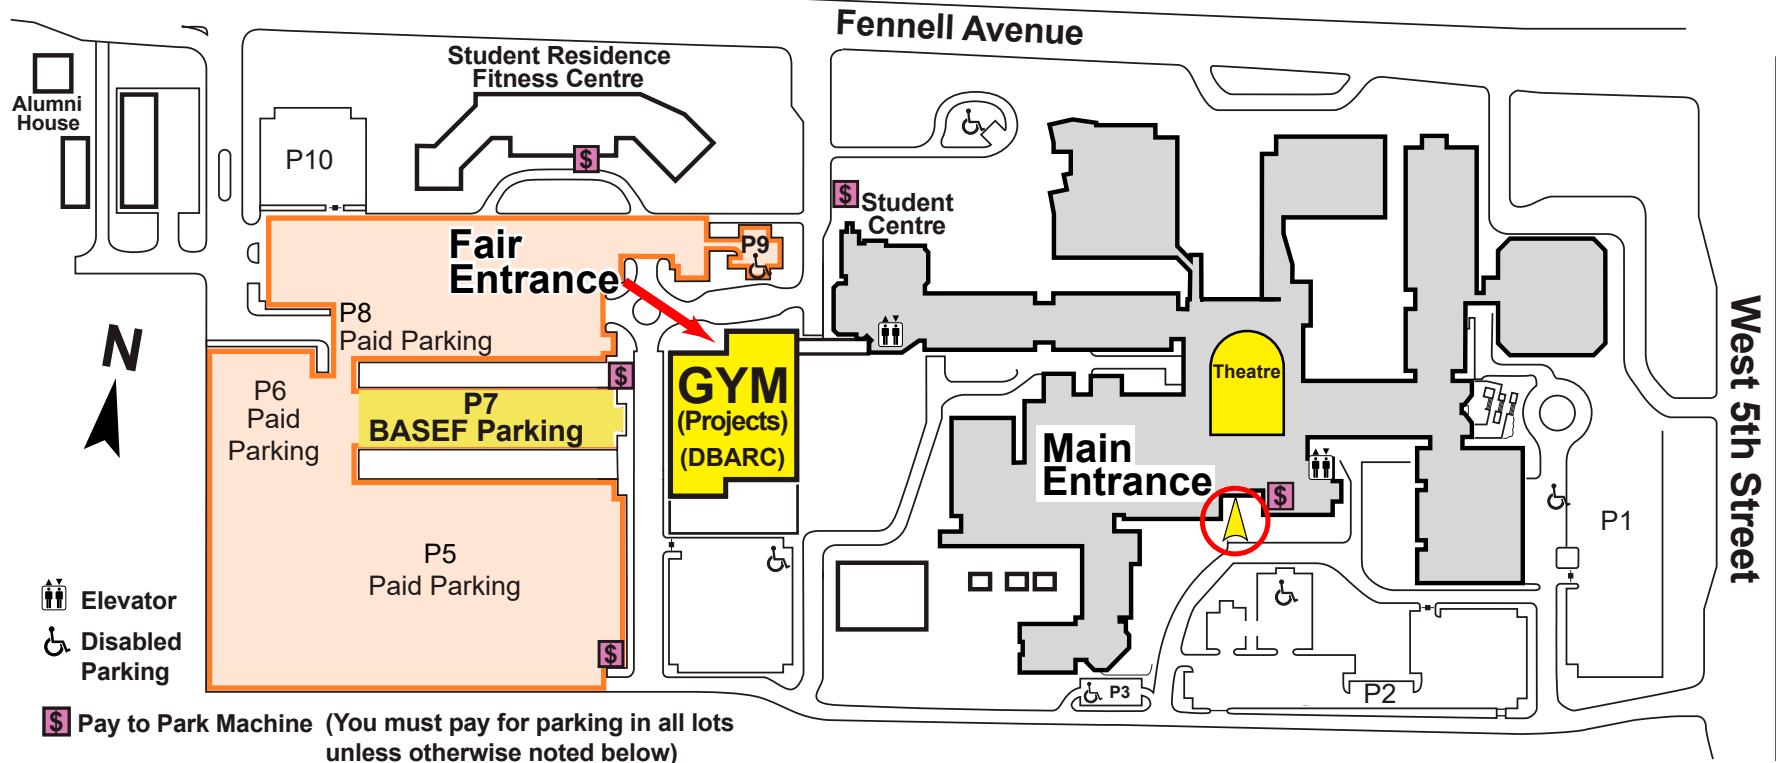 Fennell Avenue
Student Residence
Fitness Centre
Alumni
House
P10
$
$
Student
Centre
Fair
Entrance
P9
P8
Paid Parking
N
West 5th Street
Theatre
$
P6
Paid
Parking
P7
BASEF Parking
GYM
(Projects)
(DBARC)
Main
Entrance
$
P1
P5
Paid Parking
Elevator
Disabled
Parking
$
P3
P2
$ Pay to Park Machine (You must pay for parking in all lots
unless otherwise noted below)